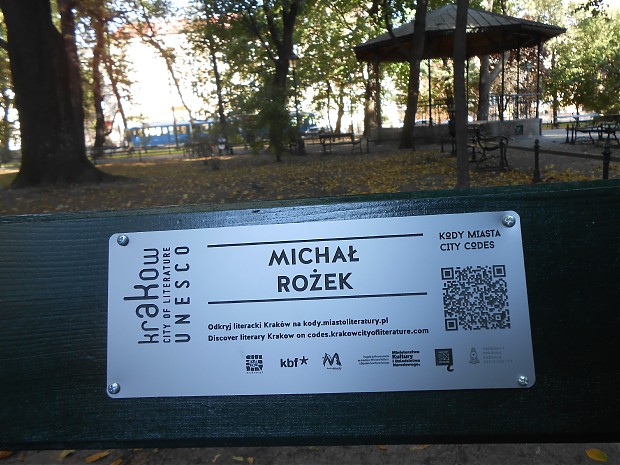 krakow
CITY OF LITERATURE
UNESCO
MICHAŁ
ROŻEK
KODY MIASTA
CITY CODES
Odkryj literacki Kraków na kody.miastoliteratury.pl
Discover literary Krakow on codes.krakowcityofliterature.com
kbf*
Ministerstwo
Kultury
i Dziedzictwa
Narodowego.